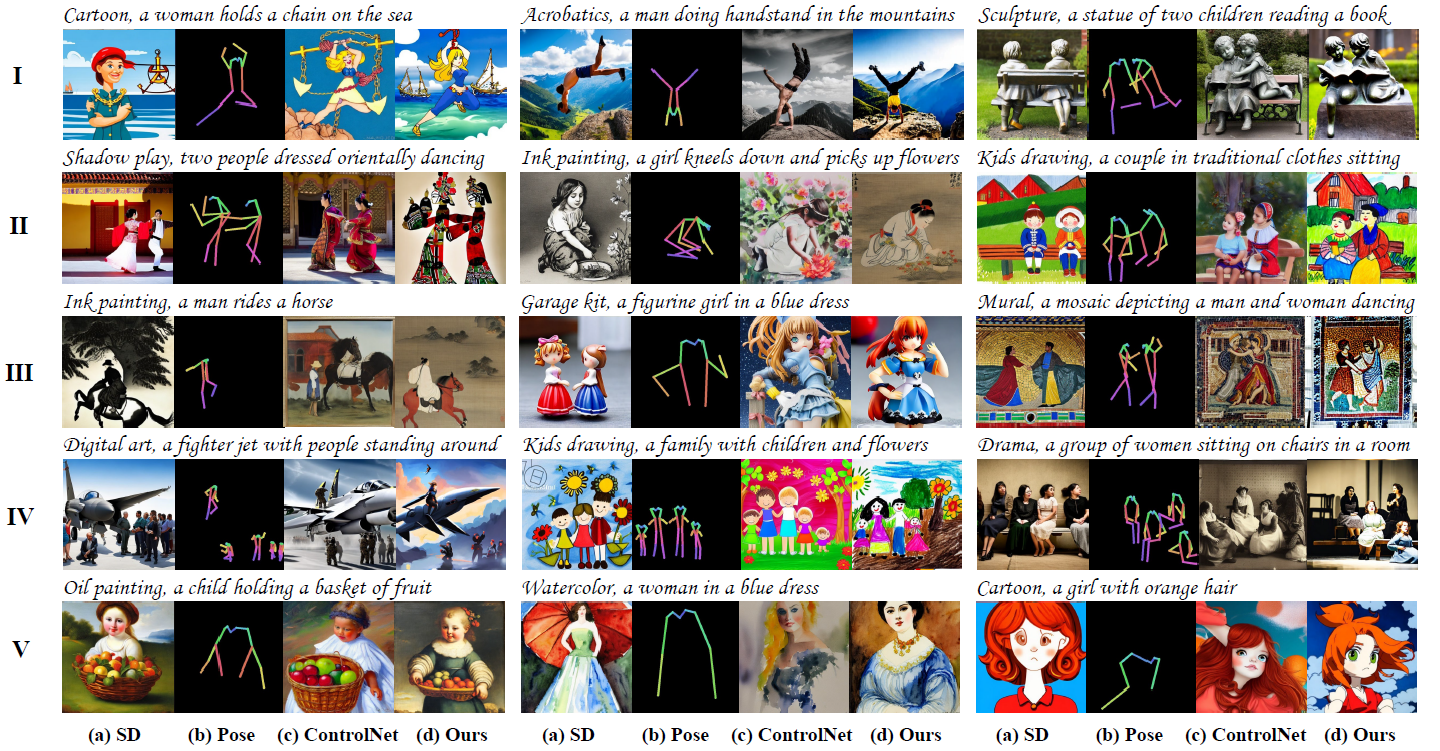 Cartoon, a woman holds a chain on the sea
Acrobatics, a man doing handstand in the mountains
Sculpture, a statue of two children reading a book
I
Shadow play, two people dressed orientally dancing
Ink painting, a girl kneels down and picks up flowers
Kids drawing, a couple in traditional clothes sitting
II
Ink painting, a man rides a horse
Garage kit, a figurine girl in a blue dress
Mural, a mosaic depicting a man and woman dancing
III
Digital art, a fighter jet with people standing around
Kids drawing, a family with children and flowers
Drama, a group of women sitting on chairs in a room
IV
Oil painting, a child holding a basket of fruit
Watercolor, a woman in a blue dress
Cartoon, a girl with orange hair
V
(a) SD (b) Pose (c) ControlNet (d) Ours
(a) SD (b) Pose (c) ControlNet (d) Ours
(a) SD (b) Pose (c) ControlNet (d) Ours